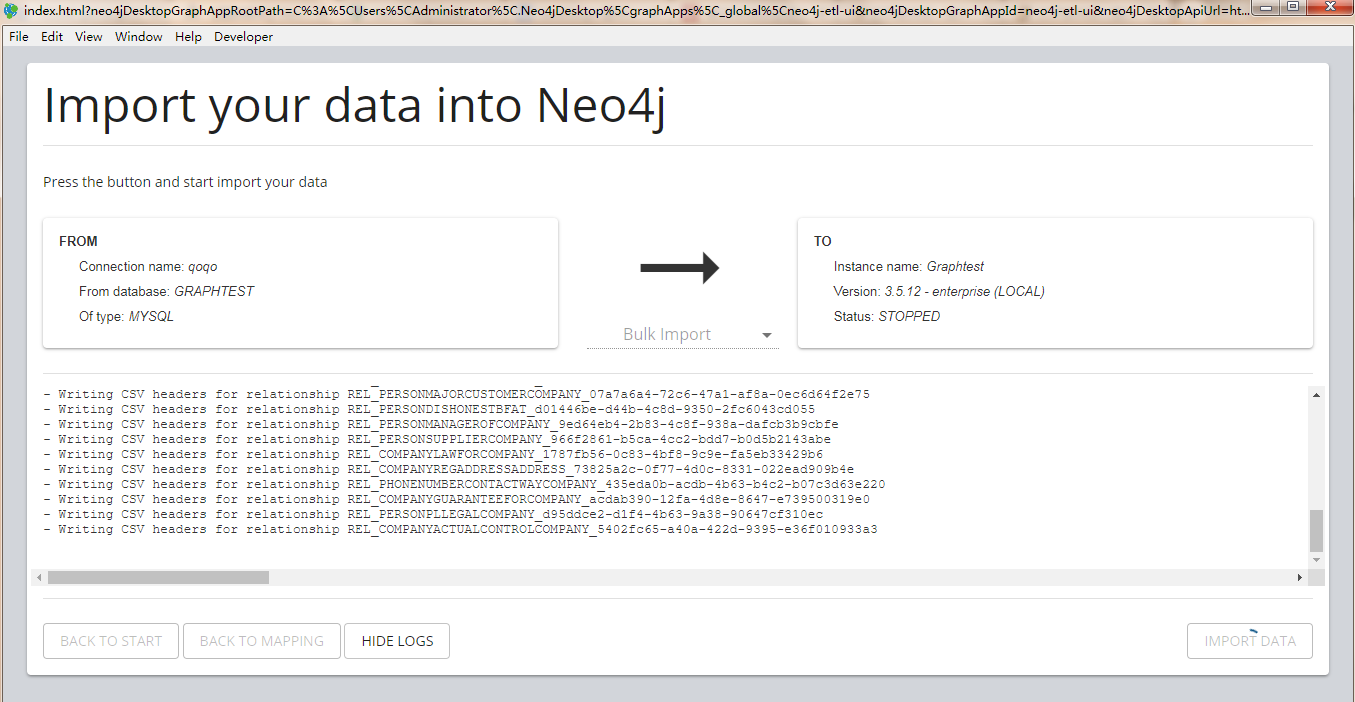 index.html?neo4jDesktopGraphAppRootPath=C%3A%5CUsers%5CAdministrator%5C.Neo4jDesktop%5CgraphApps%5C_global%5Cneo4j-etl-ui&neo4jDesktopGraphAppId=neo4j-etl-ui&neo4jDesktopApiUrl=ht...
File Edit View Window Help Developer
Import your data into Neo4j
Press the button and start import your data
FROM
Connection name: qoqo
From database: GRAPHTEST
Of type: MYSQL
Bulk Import
TO
Instance name: Graphtest
Version: 3.5.12 - enterprise (LOCAL)
Status: STOPPED
- Writing CSV headers for relationship REL_PERSONMAJORCUSTOMERCOMPANY_07a7a6a4-72c6-47a1-af8a-0ec6d64f2e75
- Writing CSV headers for relationship REL_PERSONDISHONESTBFAT_d01446be-d44b-4c8d-9350-2fc6043cd055
- Writing CSV headers for relationship REL_PERSONMANAGEROFCOMPANY_9ed64eb4-2b83-4c8f-938a-dafcb3b9cbfe
- Writing CSV headers for relationship REL_PERSONSUPPLIERCOMPANY_966f2861-b5ca-4cc2-bdd7-b0d5b2143abe
- Writing CSV headers for relationship REL_COMPANYLAWFORCOMPANY_1787fb56-0c83-4bf8-9c9e-fa5eb33429b6
- Writing CSV headers for relationship REL_COMPANYREGADDRESSADDRESS_73825a2c-0f77-4d0c-8331-022ead909b4e
- Writing CSV headers for relationship REL_PHONENUMBERCONTACTWAYCOMPANY_435eda0b-acdb-4b63-b4c2-b07c3d63e220
- Writing CSV headers for relationship REL_COMPANYGUARANTEEFORCOMPANY_acdab390-12fa-4d8e-8647-e739500319e0
- Writing CSV headers for relationship REL_PERSONPLLEGALCOMPANY_d95ddce2-d1f4-4b63-9a38-90647cf310ec
- Writing CSV headers for relationship REL_COMPANYACTUALCONTROLCOMPANY_5402fc65-a40a-422d-9395-e36f010933a3
BACK TO START BACK TO MAPPING HIDE LOGS IMPORT DATA